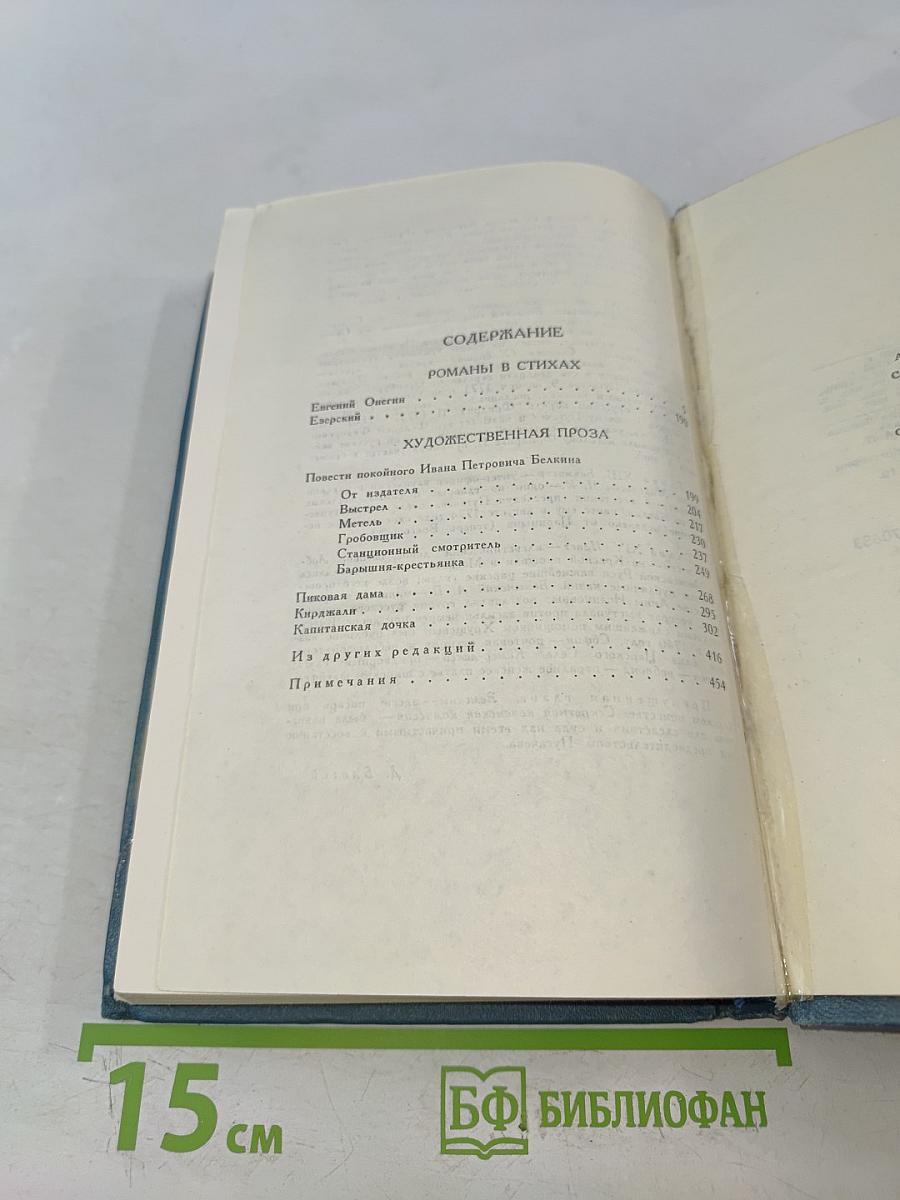 СОДЕРЖАНИЕ
РОМАНЫ В СТИХАХ
Евгений Онегин . . . . . . . . . . . . . . . . 5
Езерский . . . . . . . . . . . . . . . . . . 190
ХУДОЖЕСТВЕННАЯ ПРОЗА
Повести покойного Ивана Петровича Белкина
От издателя . . . . . . . . . . . . . . . . 199
Выстрел . . . . . . . . . . . . . . . . . 204
Метель . . . . . . . . . . . . . . . . . 217
Гробовщик . . . . . . . . . . . . . . . . 230
Станционный смотритель . . . . . . . . . . . 237
Барышня-крестьянка . . . . . . . . . . . . . 249
Пиковая дама . . . . . . . . . . . . . . . . . 268
Кирджали . . . . . . . . . . . . . . . . . . . 295
Капитанская дочка . . . . . . . . . . . . . . . 302
Из других редакций . . . . . . . . . . . . . 416
Примечания . . . . . . . . . . . . . . . . . 454
15 см
БФ БИБЛИОФАН